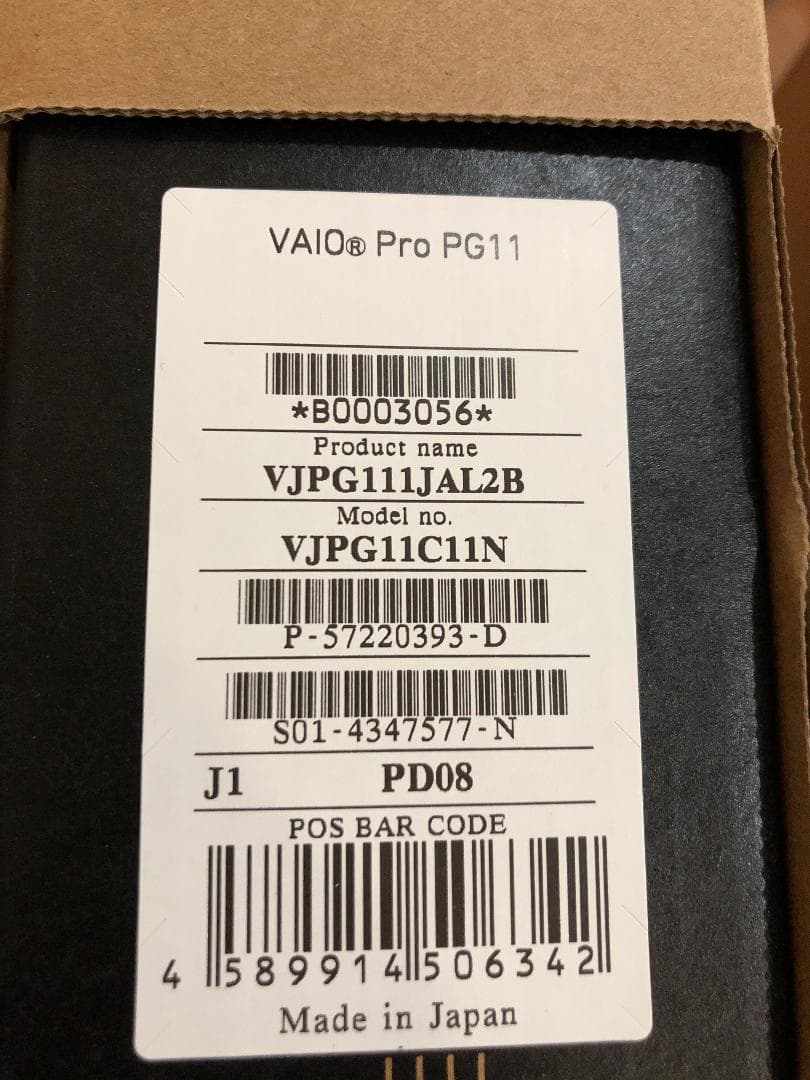 VAIO® Pro PG11
*B0003056*
Product name
VJPG111JAL2B
Model no.
VJPG11C11N
P-57220393-D
S01-4347577-N
J1 PD08
POS BAR CODE
4 589914 506342
Made in Japan